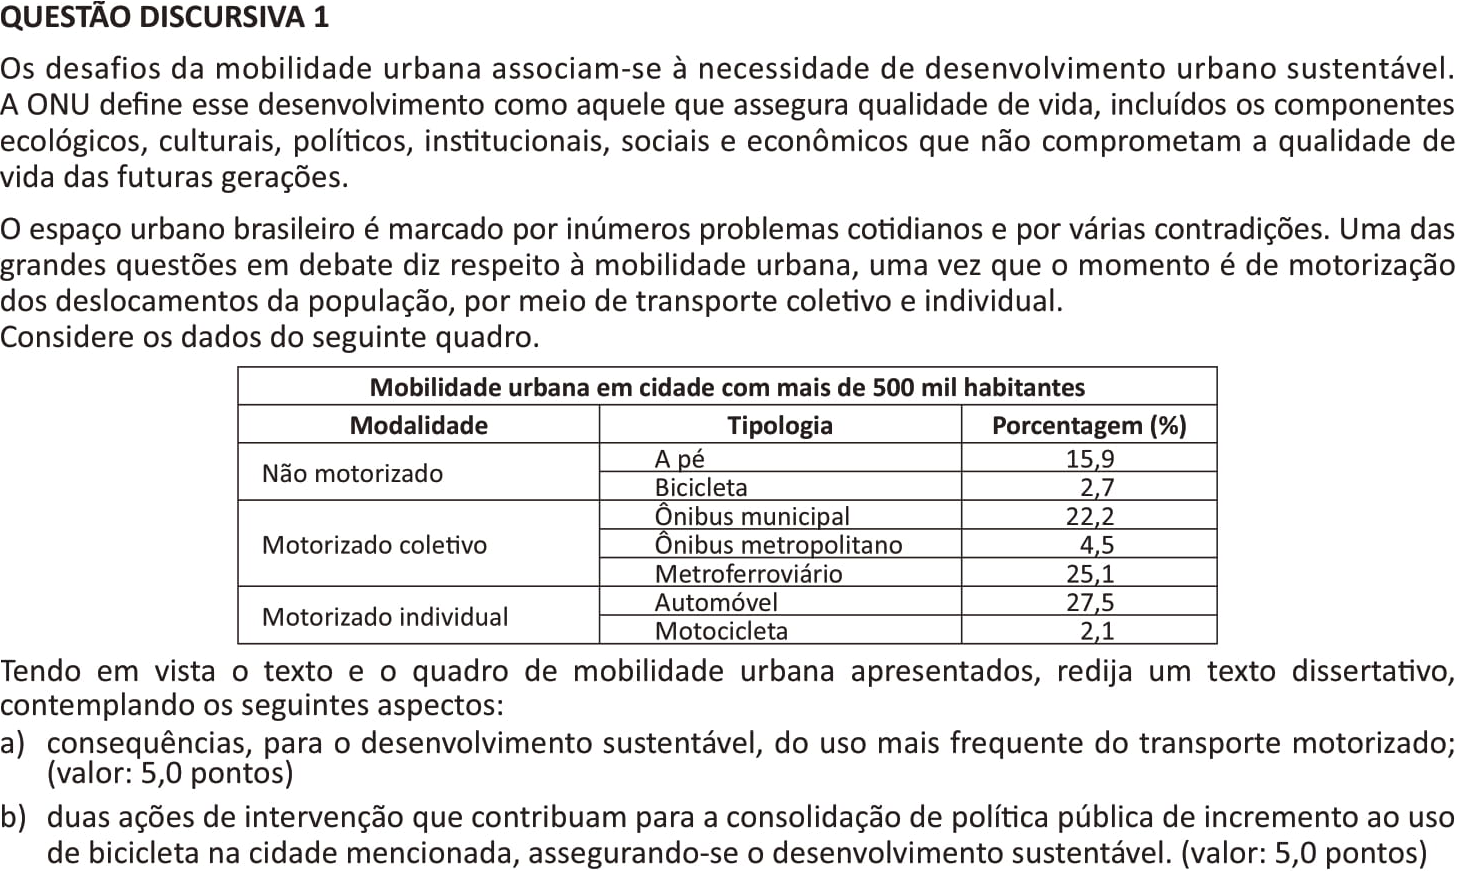 QUESTÃO DISCURSIVA 1
Os desafios da mobilidade urbana associam-se à necessidade de desenvolvimento urbano sustentável.
A ONU define esse desenvolvimento como aquele que assegura qualidade de vida, incluídos os componentes
ecológicos, culturais, políticos, institucionais, sociais e econômicos que não comprometam a qualidade de
vida das futuras gerações.
O espaço urbano brasileiro é marcado por inúmeros problemas cotidianos e por várias contradições. Uma das
grandes questões em debate diz respeito à mobilidade urbana, uma vez que o momento é de motorização
dos deslocamentos da população, por meio de transporte coletivo e individual.
Considere os dados do seguinte quadro.
Mobilidade urbana em cidade com mais de 500 mil habitantes
Modalidade Tipologia Porcentagem (%)
Não motorizado
A pé 15,9
Bicicleta 2,7
Motorizado coletivo
Ônibus municipal 22,2
Ônibus metropolitano 4,5
Metroferroviário 25,1
Motorizado individual
Automóvel 27,5
Motocicleta 2,1
Tendo em vista o texto e o quadro de mobilidade urbana apresentados, redija um texto dissertativo,
contemplando os seguintes aspectos:
a) consequências, para o desenvolvimento sustentável, do uso mais frequente do transporte motorizado;
(valor: 5,0 pontos)
b) duas ações de intervenção que contribuam para a consolidação de política pública de incremento ao uso
de bicicleta na cidade mencionada, assegurando-se o desenvolvimento sustentável. (valor: 5,0 pontos)